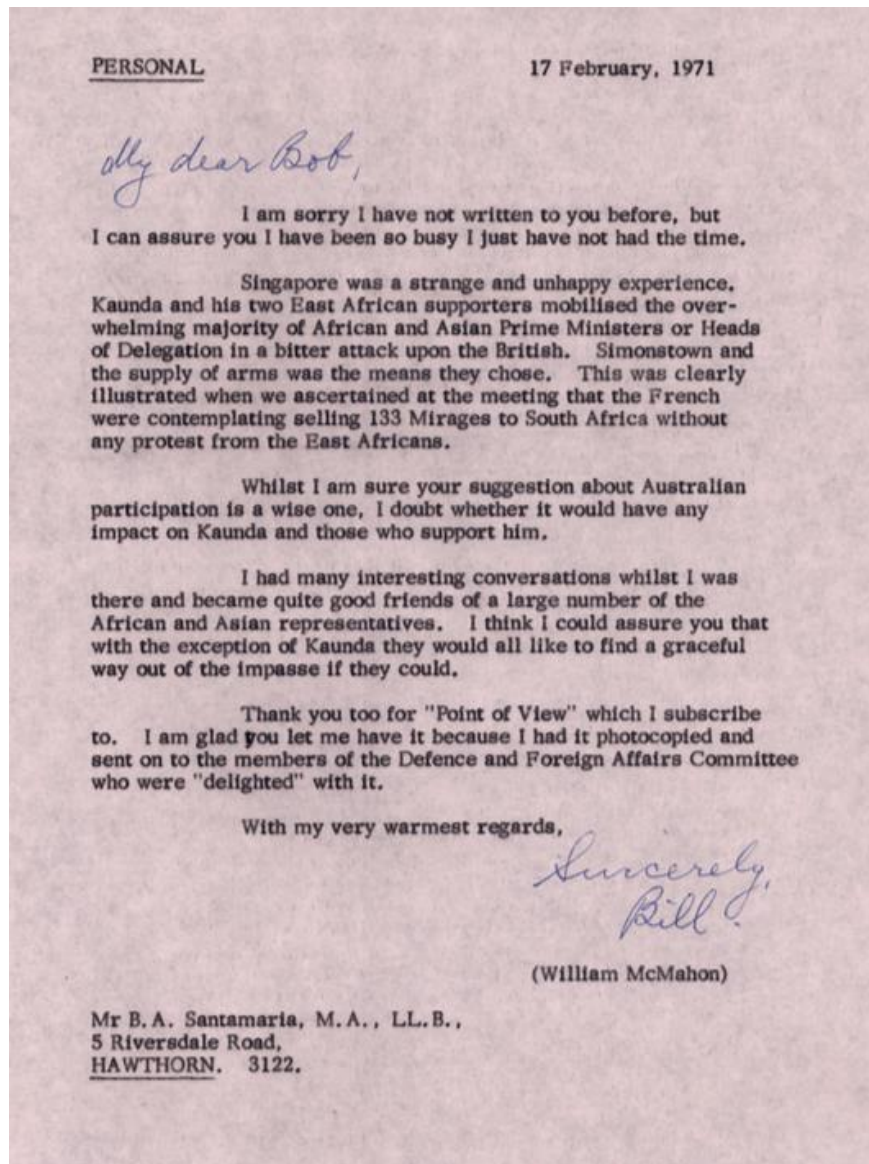 PERSONAL 17 February, 1971
My dear Bob,
I am sorry I have not written to you before, but
I can assure you I have been so busy I just have not had the time.
Singapore was a strange and unhappy experience.
Kaunda and his two East African supporters mobilised the over-
whelming majority of African and Asian Prime Ministers or Heads
of Delegation in a bitter attack upon the British. Simonstown and
the supply of arms was the means they chose. This was clearly
illustrated when we ascertained at the meeting that the French
were contemplating selling 133 Mirages to South Africa without
any protest from the East Africans.
Whilst I am sure your suggestion about Australian
participation is a wise one, I doubt whether it would have any
impact on Kaunda and those who support him.
I had many interesting conversations whilst I was
there and became quite good friends of a large number of the
African and Asian representatives. I think I could assure you that
with the exception of Kaunda they would all like to find a graceful
way out of the impasse if they could.
Thank you too for "Point of View" which I subscribe
to. I am glad you let me have it because I had it photocopied and
sent on to the members of the Defence and Foreign Affairs Committee
who were "delighted" with it.
With my very warmest regards,
Sincerely,
Bill.
(William McMahon)
Mr B.A. Santamaria, M.A., LL.B.,
5 Riversdale Road,
HAWTHORN. 3122.